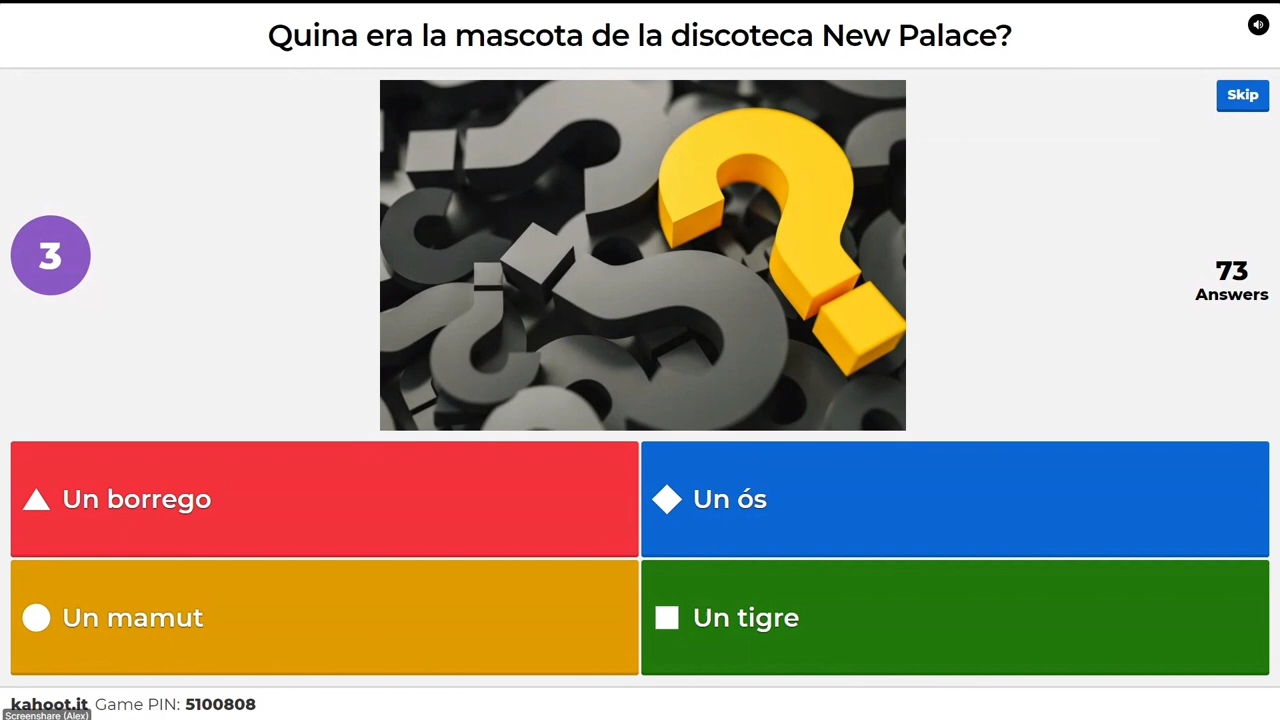 Quina era la mascota de la discoteca New Palace?
Skip
3
73
Answers
Un borrego
Un ós
Un mamut
Un tigre
kahoot.it Game PIN: 5100808
Screenshare (Alex)